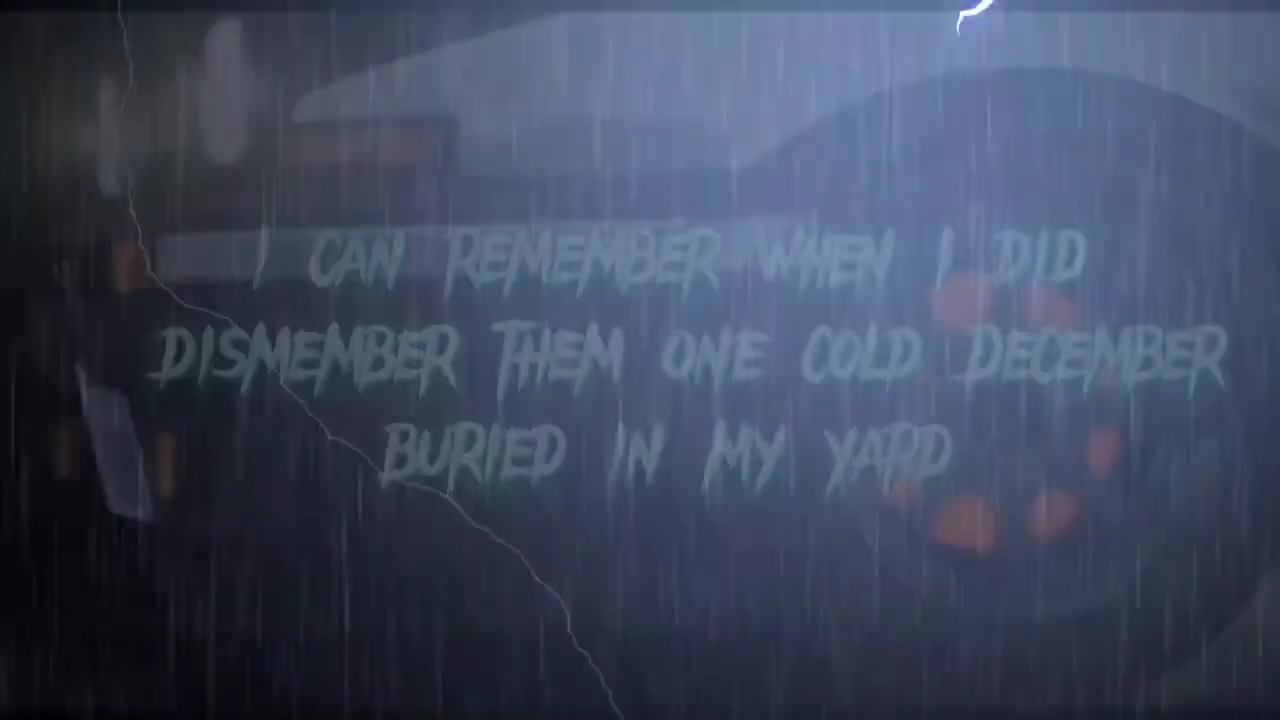 I CAN REMEMBER WHEN I DID
DISMEMBER THEM ONE COLD DECEMBER
BURIED IN MY YARD